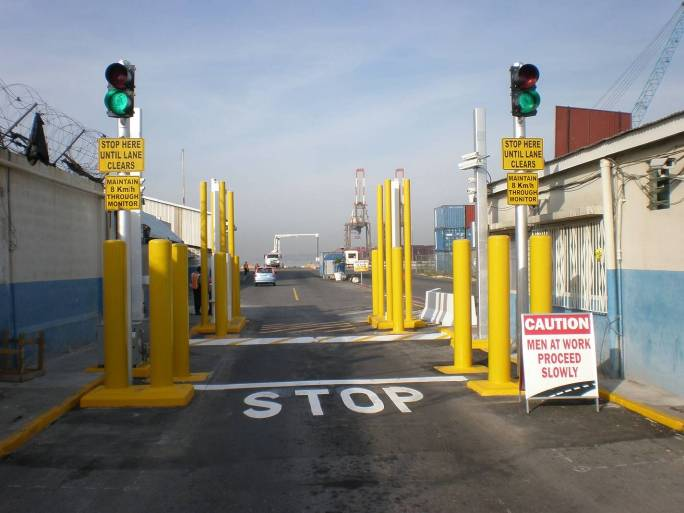 STOP HERE
UNTIL LANE
CLEARS
MAINTAIN
8 Km/h
THROUGH
MONITOR
STOP HERE
UNTIL LANE
CLEARS
MAINTAIN
8 Km/h
THROUGH
MONITOR
CAUTION
MEN AT WORK
PROCEED
SLOWLY
STOP